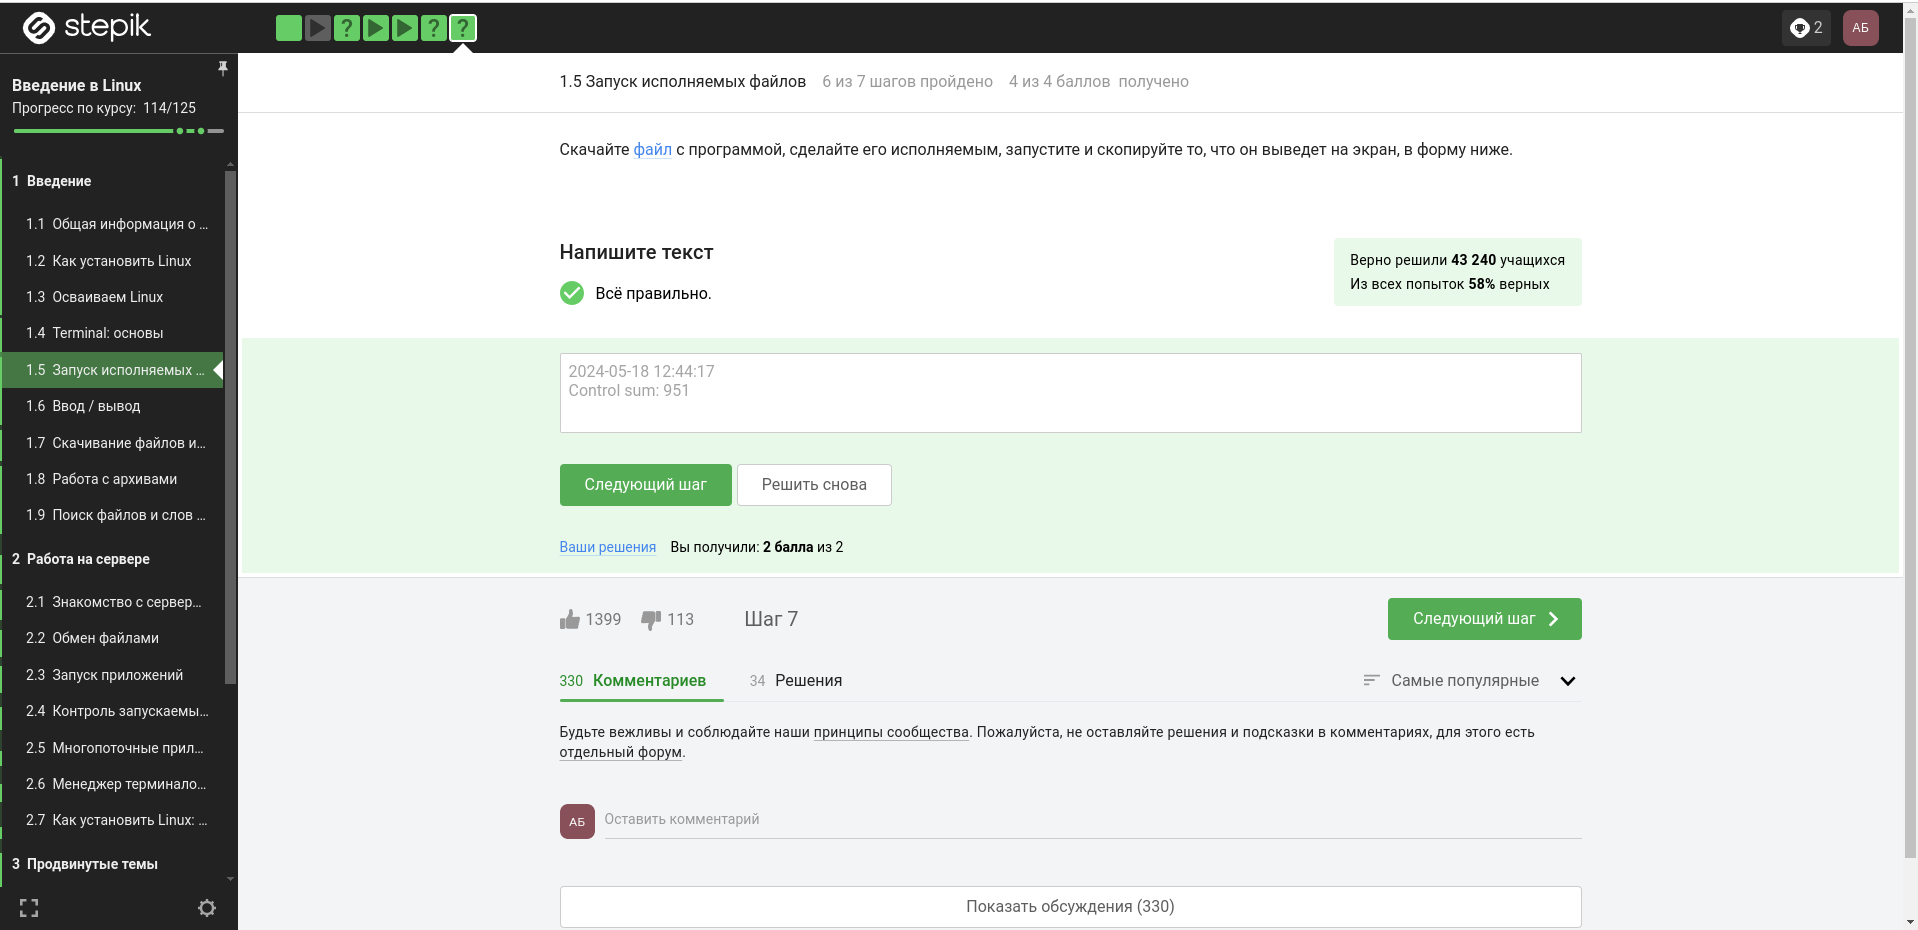 stepik
?
?
?
2
АБ
Введение в Linux
Прогресс по курсу: 114/125
1 Введение
1.1 Общая информация о ...
1.2 Как установить Linux
1.3 Осваиваем Linux
1.4 Terminal: основы
1.5 Запуск исполняемых ...
1.6 Ввод / вывод
1.7 Скачивание файлов и...
1.8 Работа с архивами
1.9 Поиск файлов и слов ...
2 Работа на сервере
2.1 Знакомство с сервер...
2.2 Обмен файлами
2.3 Запуск приложений
2.4 Контроль запускаемы...
2.5 Многопоточные прил...
2.6 Менеджер терминало...
2.7 Как установить Linux: ...
3 Продвинутые темы
1.5 Запуск исполняемых файлов 6 из 7 шагов пройдено 4 из 4 баллов получено
Скачайте файл с программой, сделайте его исполняемым, запустите и скопируйте то, что он выведет на экран, в форму ниже.
Напишите текст
Всё правильно.
Верно решили 43 240 учащихся
Из всех попыток 58% верных
2024-05-18 12:44:17
Control sum: 951
Следующий шаг
Решить снова
Ваши решения Вы получили: 2 балла из 2
1399 113 Шаг 7
Следующий шаг
330 Комментариев 34 Решения
Самые популярные
Будьте вежливы и соблюдайте наши принципы сообщества. Пожалуйста, не оставляйте решения и подсказки в комментариях, для этого есть
отдельный форум.
АБ Оставить комментарий
Показать обсуждения (330)